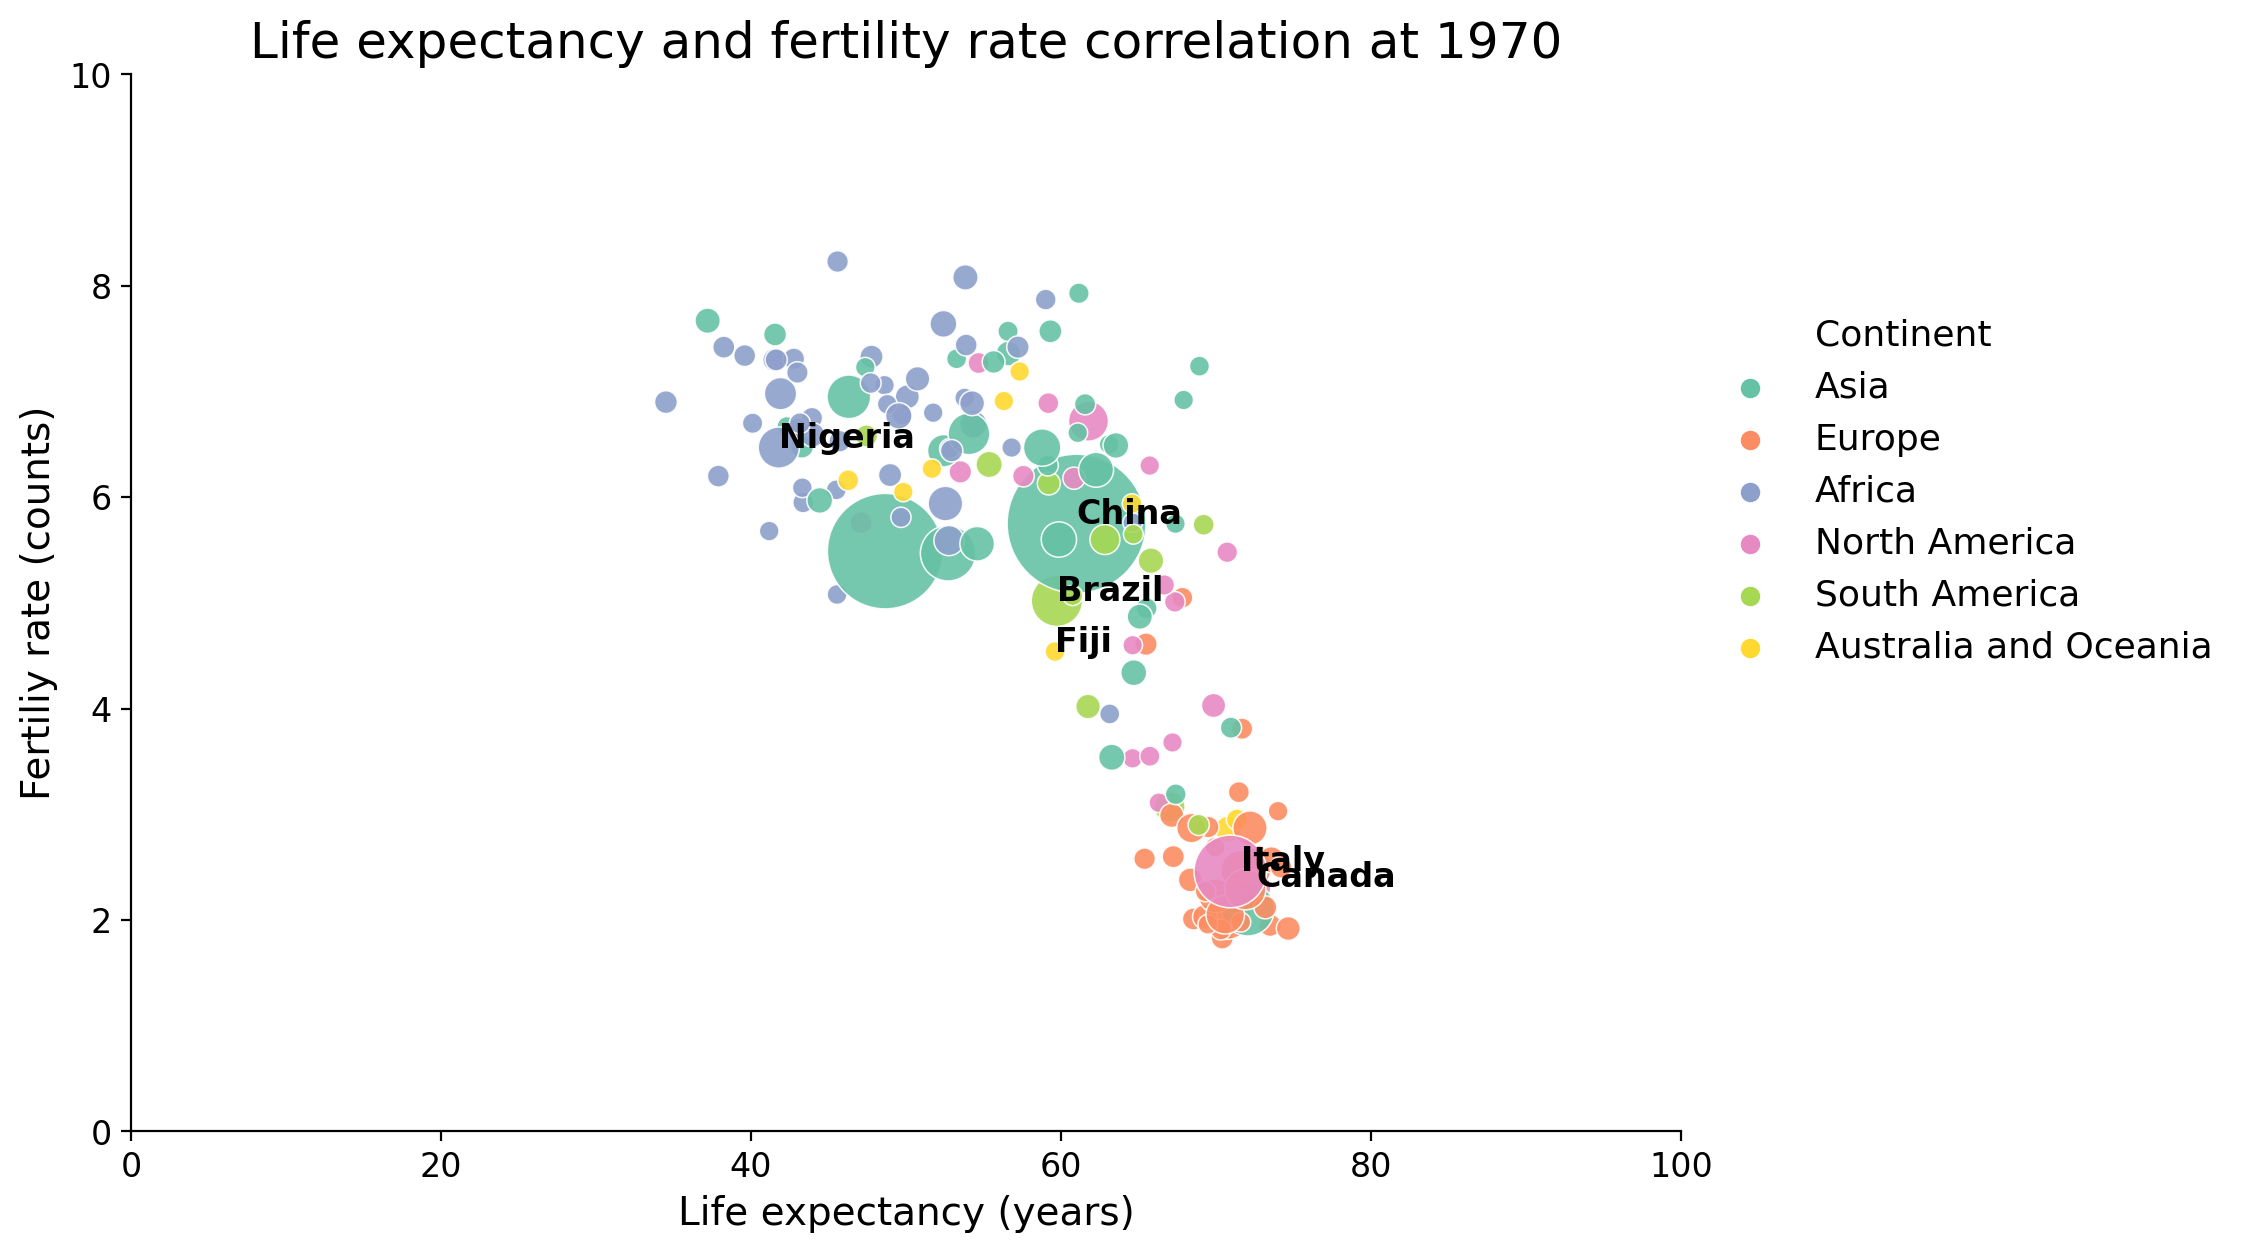 Life expectancy and fertility rate correlation at 1970
10
8
6
4
2
0
Fertiliy rate (counts)
Nigeria
China
Brazil
Fiji
Italy
Canada
0 20 40 60 80 100
Life expectancy (years)
Continent
Asia
Europe
Africa
North America
South America
Australia and Oceania